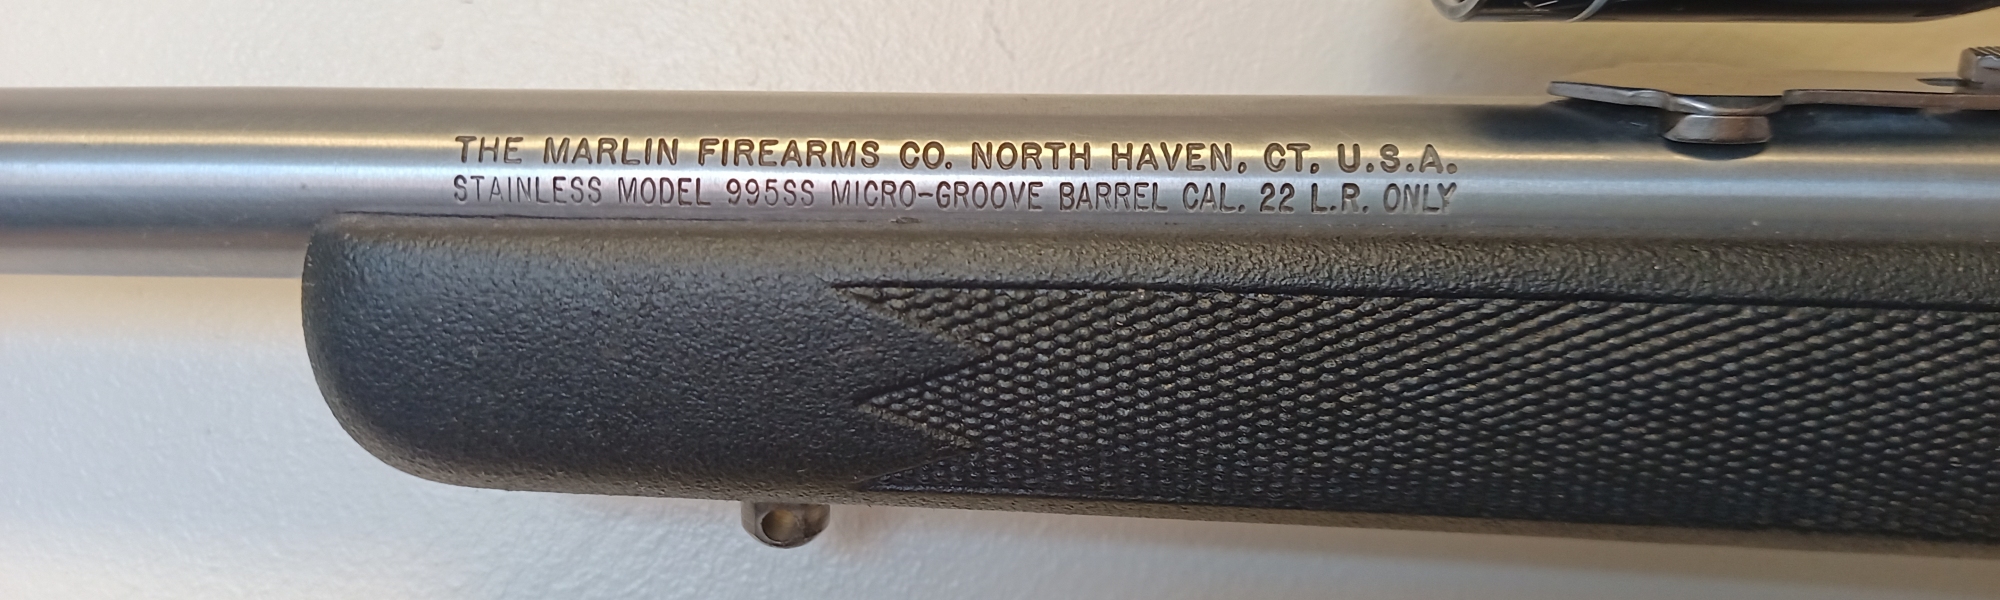 THE MARLIN FIREARMS CO. NORTH HAVEN, CT. U.S.A.
STAINLESS MODEL 995SS MICRO-GROOVE BARREL CAL. 22 L.R. ONLY